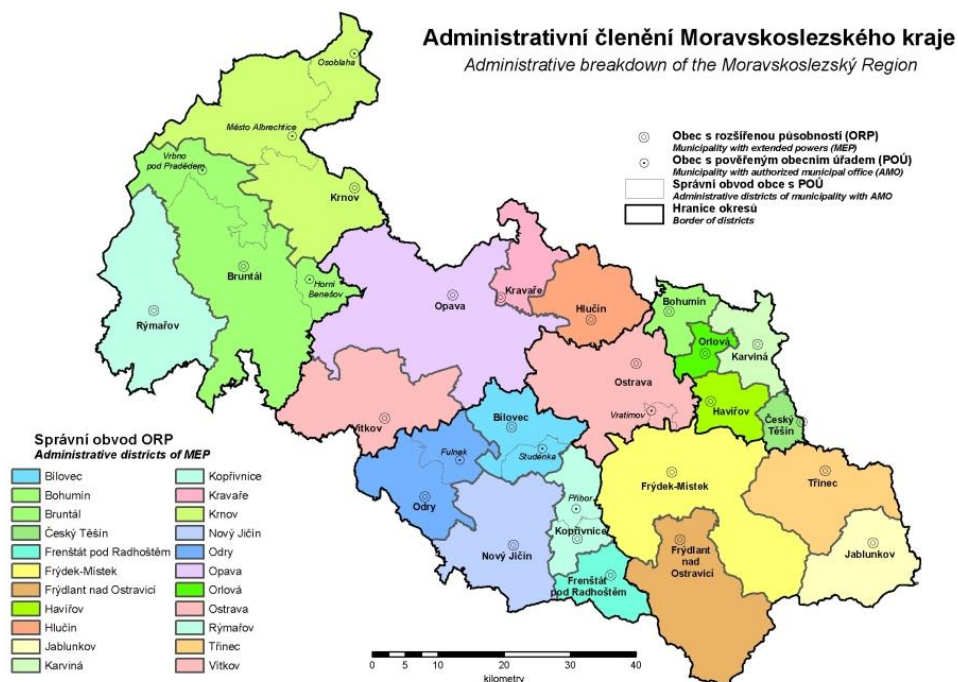 Administrativní členění Moravskoslezského kraje
Administrative breakdown of the Moravskoslezský Region
Obec s rozšířenou působností (ORP)
Municipality with extended powers (MEP)
Obec s pověřeným obecním úřadem (POÚ)
Municipality with authorized municipal office (AMO)
Správní obvod obce s POÚ
Administrative districts of municipality with AMO
Hranice okresů
Border of districts
Osoblaha
Město Albrechtice
Vrbno
pod Pradědem
Krnov
Bruntál
Horní
Benešov
Rýmařov
Opava
Kravaře
Hlučín
Bohumín
Orlová
Karviná
Ostrava
Vratimov
Havířov
Český
Těšín
Vítkov
Bílovec
Fulnek
Studénka
Odry
Příbor
Kopřivnice
Nový Jičín
Frenštát
pod Radhoštěm
Frýdek-Místek
Frýdlant
nad
Ostravicí
Třinec
Jablunkov
Správní obvod ORP
Administrative districts of MEP
Bílovec
Bohumín
Bruntál
Český Těšín
Frenštát pod Radhoštěm
Frýdek-Místek
Frýdlant nad Ostravicí
Havířov
Hlučín
Jablunkov
Karviná
Kopřivnice
Kravaře
Krnov
Nový Jičín
Odry
Opava
Orlová
Ostrava
Rýmařov
Třinec
Vítkov
0 5 10 20 30 40
kilometry